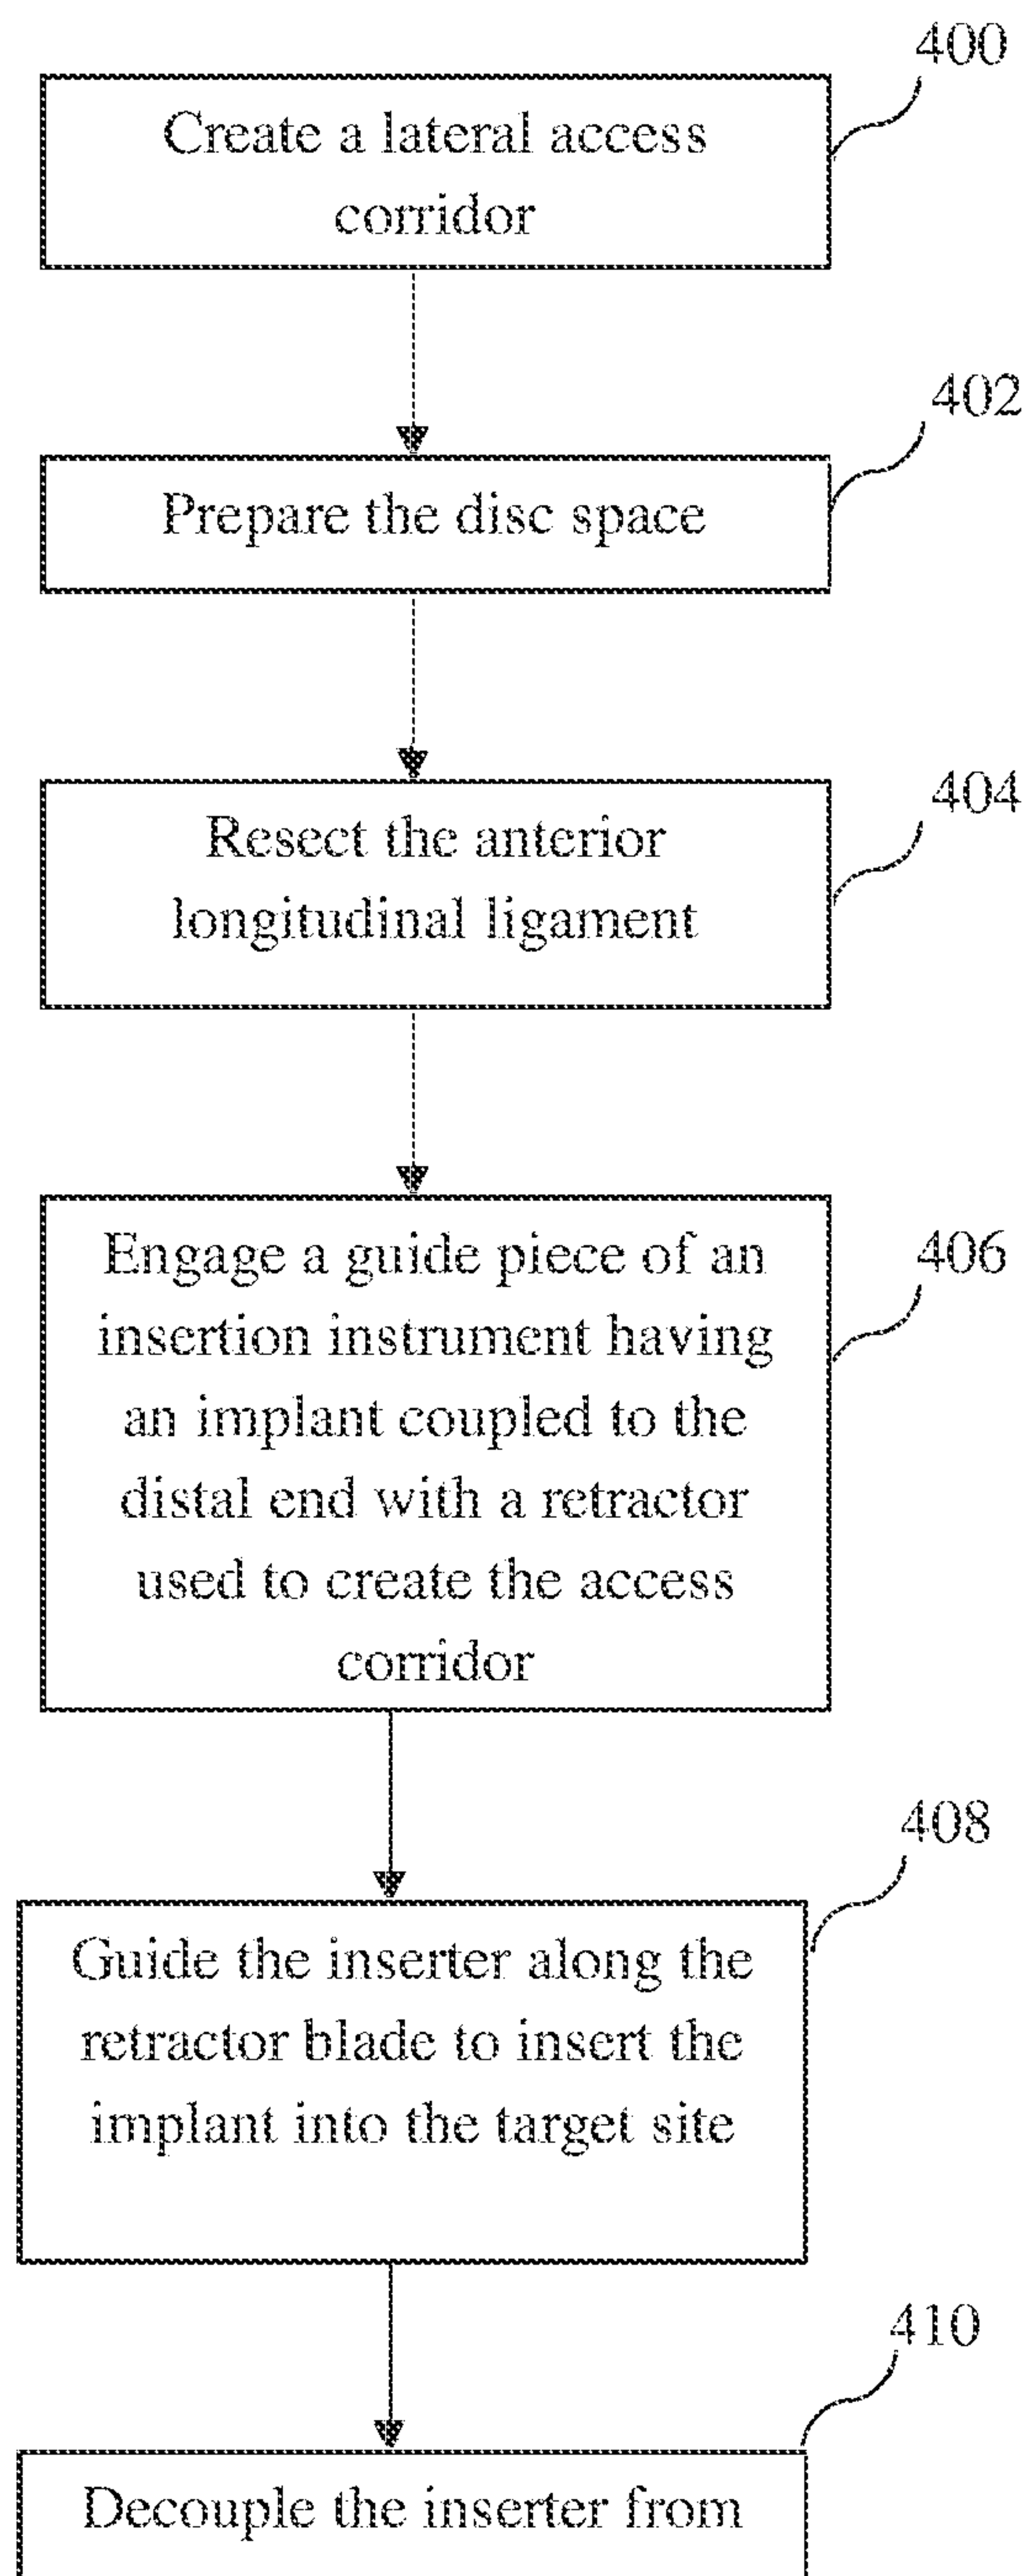 400
Create a lateral access
corridor
402
Prepare the disc space
404
Resect the anterior
longitudinal ligament
406
Engage a guide piece of an
insertion instrument having
an implant coupled to the
distal end with a retractor
used to create the access
corridor
408
Guide the inserter along the
retractor blade to insert the
implant into the target site
410
Decouple the inserter from